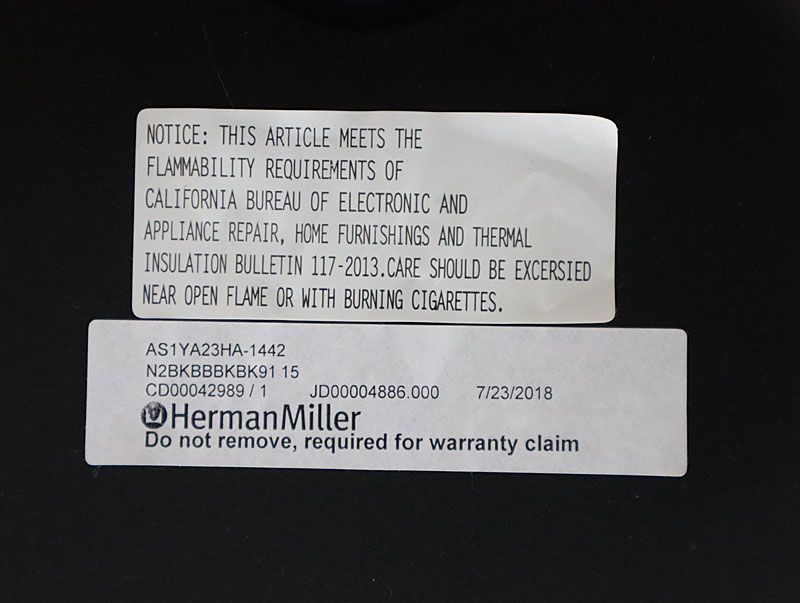 NOTICE: THIS ARTICLE MEETS THE
FLAMMABILITY REQUIREMENTS OF
CALIFORNIA BUREAU OF ELECTRONIC AND
APPLIANCE REPAIR, HOME FURNISHINGS AND THERMAL
INSULATION BULLETIN 117-2013.CARE SHOULD BE EXCERSIED
NEAR OPEN FLAME OR WITH BURNING CIGARETTES.
AS1YA23HA-1442
N2BKBBBKBK91 15
CD00042989 / 1 JD00004886.000 7/23/2018
HermanMiller
Do not remove, required for warranty claim